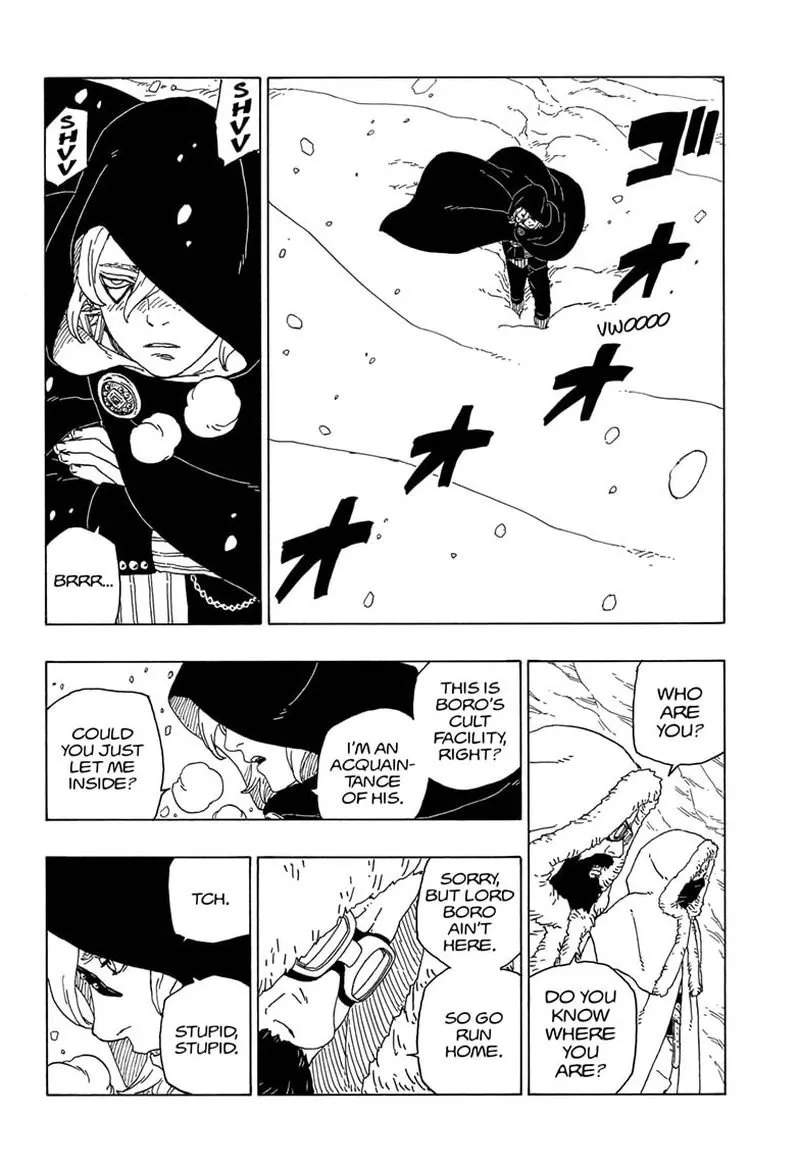 ゴ
オ
オ
オ
オ
VWOOOO
SHVV
SHVV
BRRR...
WHO
ARE
YOU?
DO YOU
KNOW
WHERE
YOU
ARE?
THIS IS
BORO'S
CULT
FACILITY,
RIGHT?
I'M AN
ACQUAIN-
TANCE
OF HIS.
COULD
YOU JUST
LET ME
INSIDE?
SORRY,
BUT LORD
BORO
AIN'T
HERE.
SO GO
RUN
HOME.
TCH.
STUPID,
STUPID.